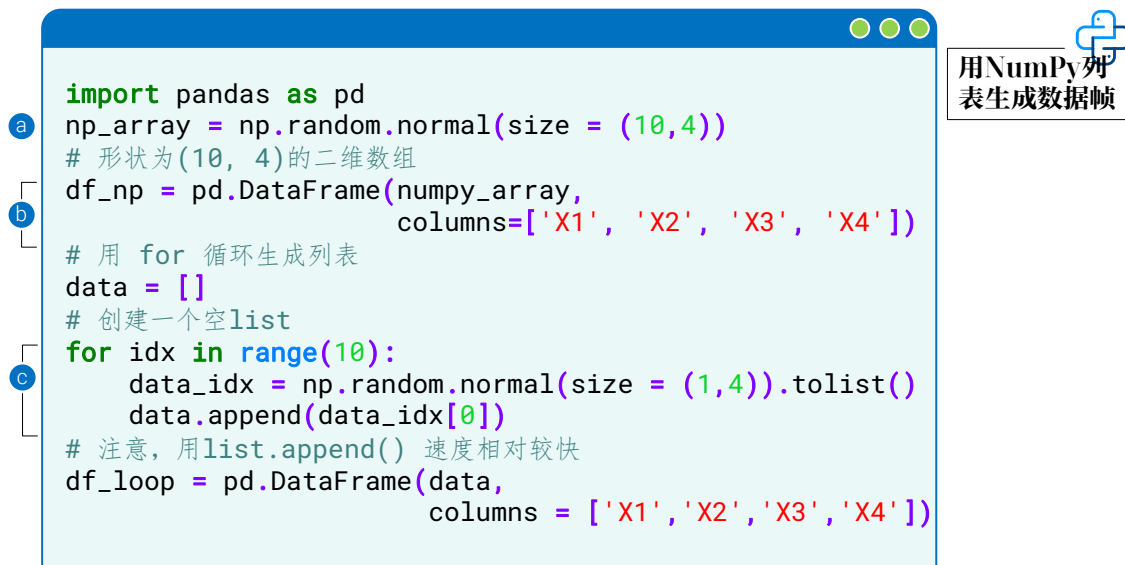 用NumPy列
表生成数据帧
import pandas as pd
a
np_array = np.random.normal(size = (10,4))
# 形状为(10, 4)的二维数组
b
df_np = pd.DataFrame(numpy_array,
columns=['X1', 'X2', 'X3', 'X4'])
# 用 for 循环生成列表
data = []
# 创建一个空list
c
for idx in range(10):
    data_idx = np.random.normal(size = (1,4)).tolist()
    data.append(data_idx[0])
# 注意，用list.append() 速度相对较快
df_loop = pd.DataFrame(data,
columns = ['X1','X2','X3','X4'])